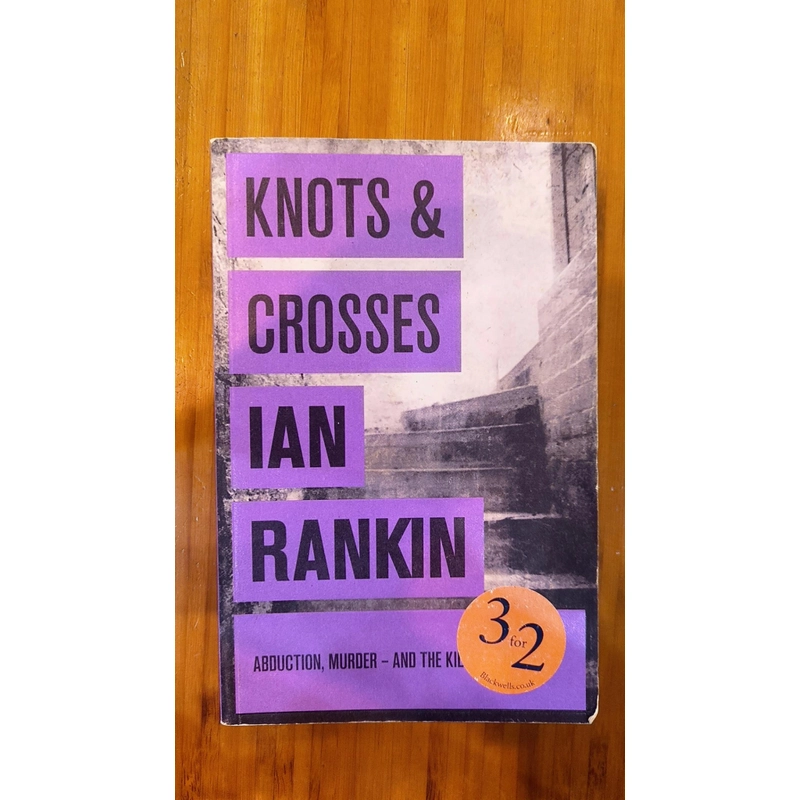 KNOTS &
CROSSES
IAN
RANKIN
ABDUCTION, MURDER – AND THE
3 for 2
Blackwells.co.uk